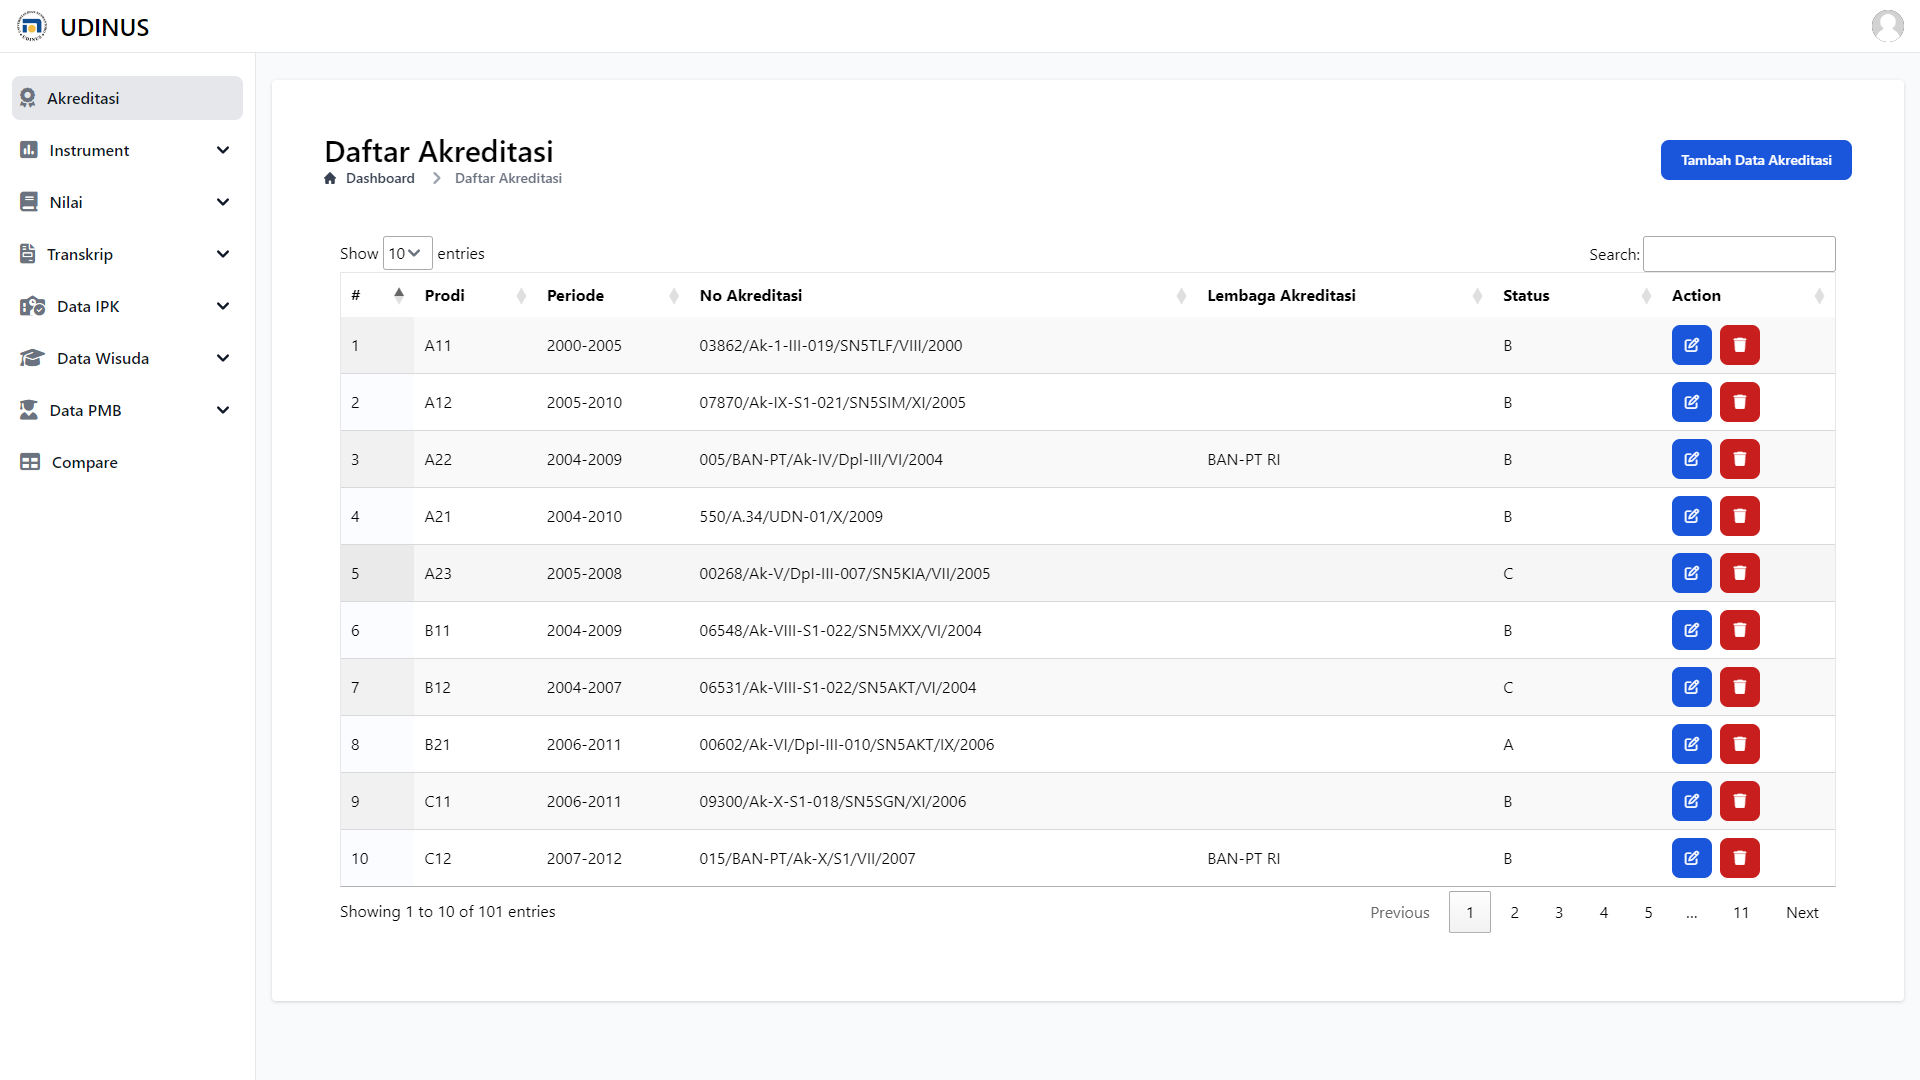 UDINUS
Akreditasi
Instrument
Nilai
Transkrip
Data IPK
Data Wisuda
Data PMB
Compare
Daftar Akreditasi
Dashboard > Daftar Akreditasi
Tambah Data Akreditasi
Show 10 entries
Search:
# Prodi Periode No Akreditasi Lembaga Akreditasi Status Action
1 A11 2000-2005 03862/Ak-1-III-019/SN5TLF/VIII/2000 B
2 A12 2005-2010 07870/Ak-IX-S1-021/SN5SIM/XI/2005 B
3 A22 2004-2009 005/BAN-PT/Ak-IV/Dpl-III/VI/2004 BAN-PT RI B
4 A21 2004-2010 550/A.34/UDN-01/X/2009 B
5 A23 2005-2008 00268/Ak-V/DpI-III-007/SN5KIA/VII/2005 C
6 B11 2004-2009 06548/Ak-VIII-S1-022/SN5MXX/VI/2004 B
7 B12 2004-2007 06531/Ak-VIII-S1-022/SN5AKT/VI/2004 C
8 B21 2006-2011 00602/Ak-VI/DpI-III-010/SN5AKT/IX/2006 A
9 C11 2006-2011 09300/Ak-X-S1-018/SN5SGN/XI/2006 B
10 C12 2007-2012 015/BAN-PT/Ak-X/S1/VII/2007 BAN-PT RI B
Showing 1 to 10 of 101 entries
Previous 1 2 3 4 5 … 11 Next